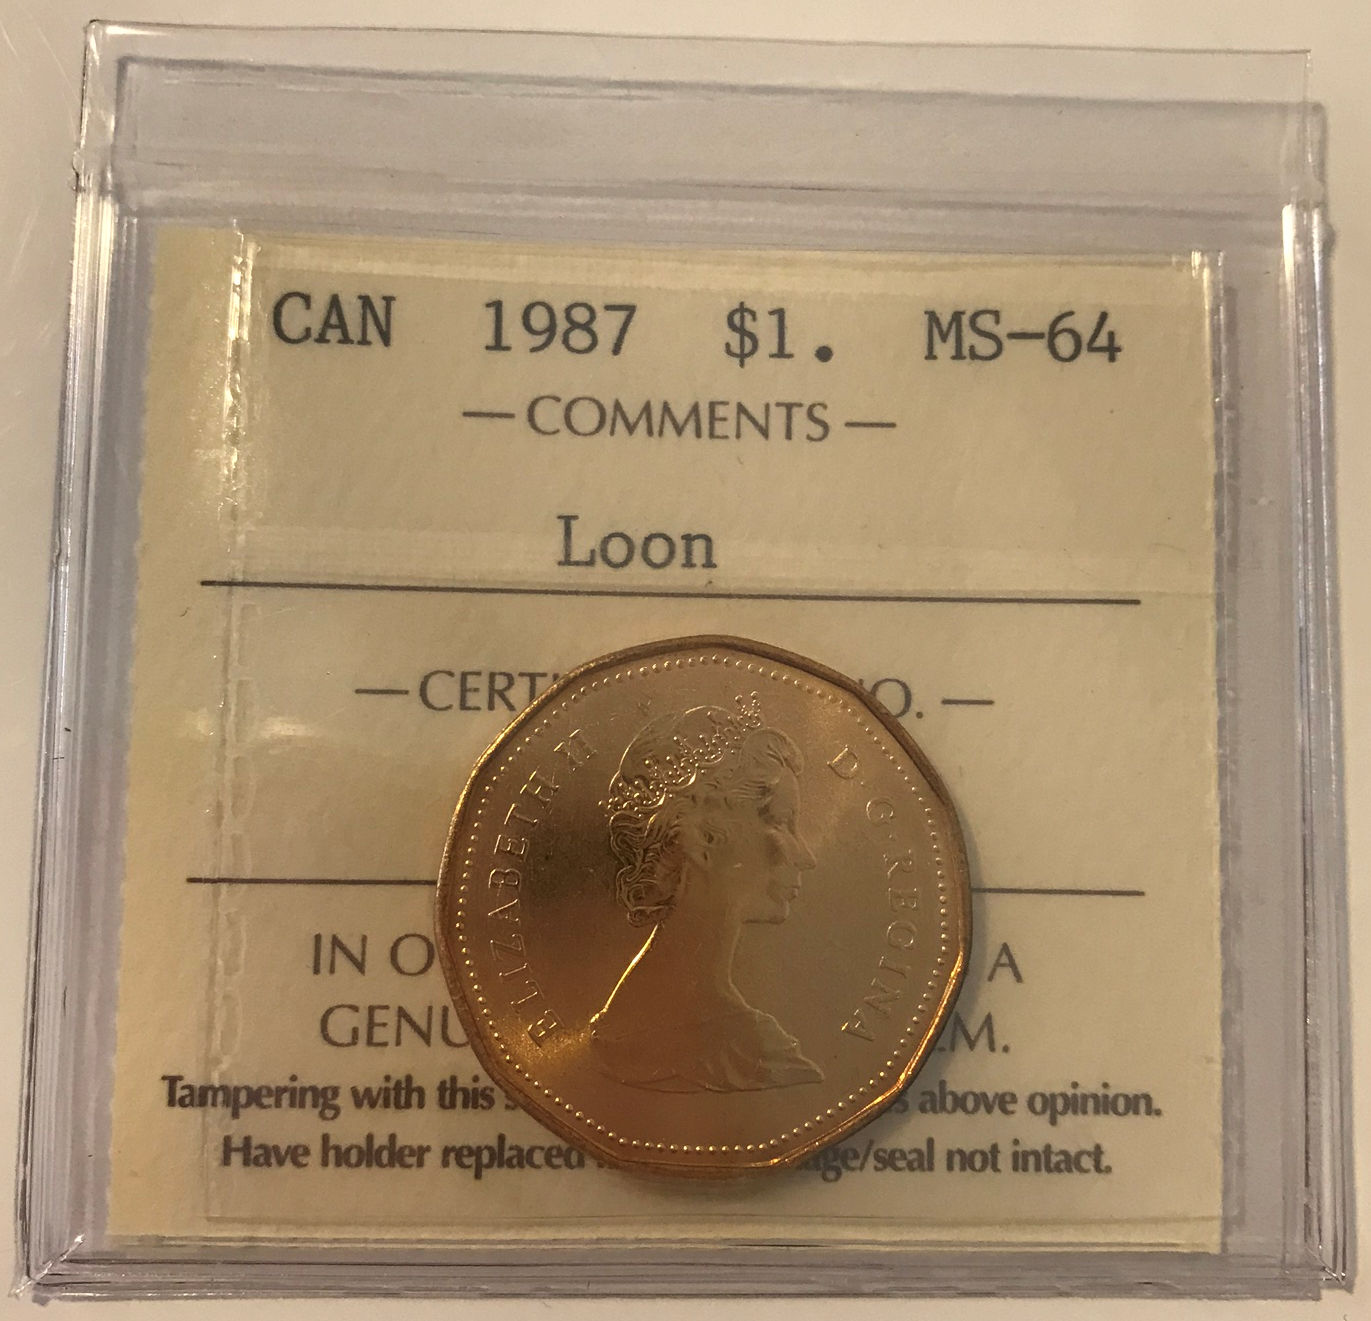 CAN 1987 $1. MS-64
— COMMENTS —
Loon
— CERT O. —
ELIZABETH II D·G·REGINA
IN O A
GENU M.
Tampering with this s above opinion.
Have holder replaced age/seal not intact.